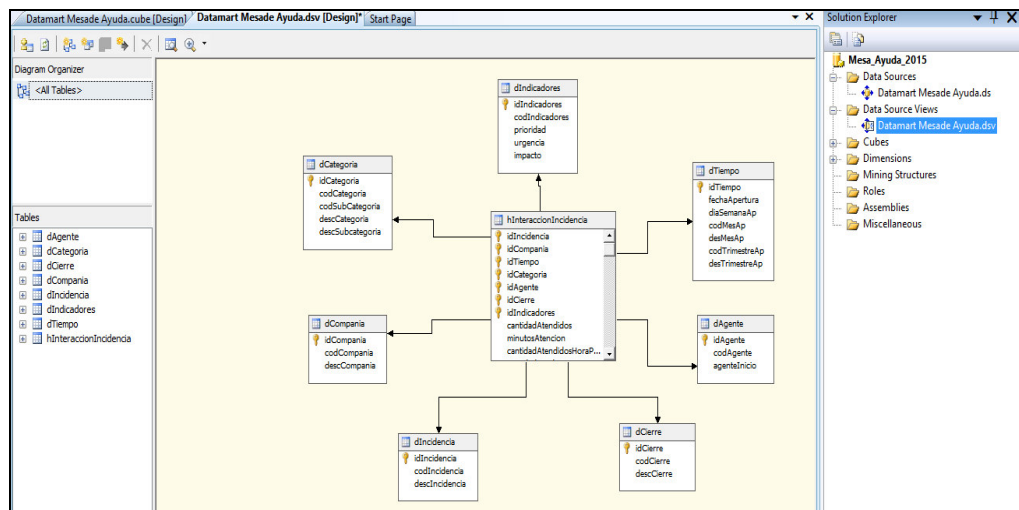 Datamart Mesade Ayuda.cube [Design]
Datamart Mesade Ayuda.dsv [Design]*
Start Page
Diagram Organizer
<All Tables>
Tables
dAgente
dCategoria
dCierre
dCompania
dIncidencia
dIndicadores
dTiempo
hInteraccionIncidencia
dIndicadores
idIndicadores
codIndicadores
prioridad
urgencia
impacto
dCategoria
idCategoria
codCategoria
codSubCategoria
descCategoria
descSubcategoria
dTiempo
idTiempo
fechaApertura
diaSemanaAp
codMesAp
desMesAp
codTrimestreAp
desTrimestreAp
hInteraccionIncidencia
idIncidencia
idCompania
idTiempo
idCategoria
idAgente
idCierre
idIndicadores
cantidadAtendidos
minutosAtencion
cantidadAtendidosHoraP...
dCompania
idCompania
codCompania
descCompania
dAgente
idAgente
codAgente
agenteInicio
dIncidencia
idIncidencia
codIncidencia
descIncidencia
dCierre
idCierre
codCierre
descCierre
Solution Explorer
Mesa_Ayuda_2015
Data Sources
Datamart Mesade Ayuda.ds
Data Source Views
Datamart Mesade Ayuda.dsv
Cubes
Dimensions
Mining Structures
Roles
Assemblies
Miscellaneous